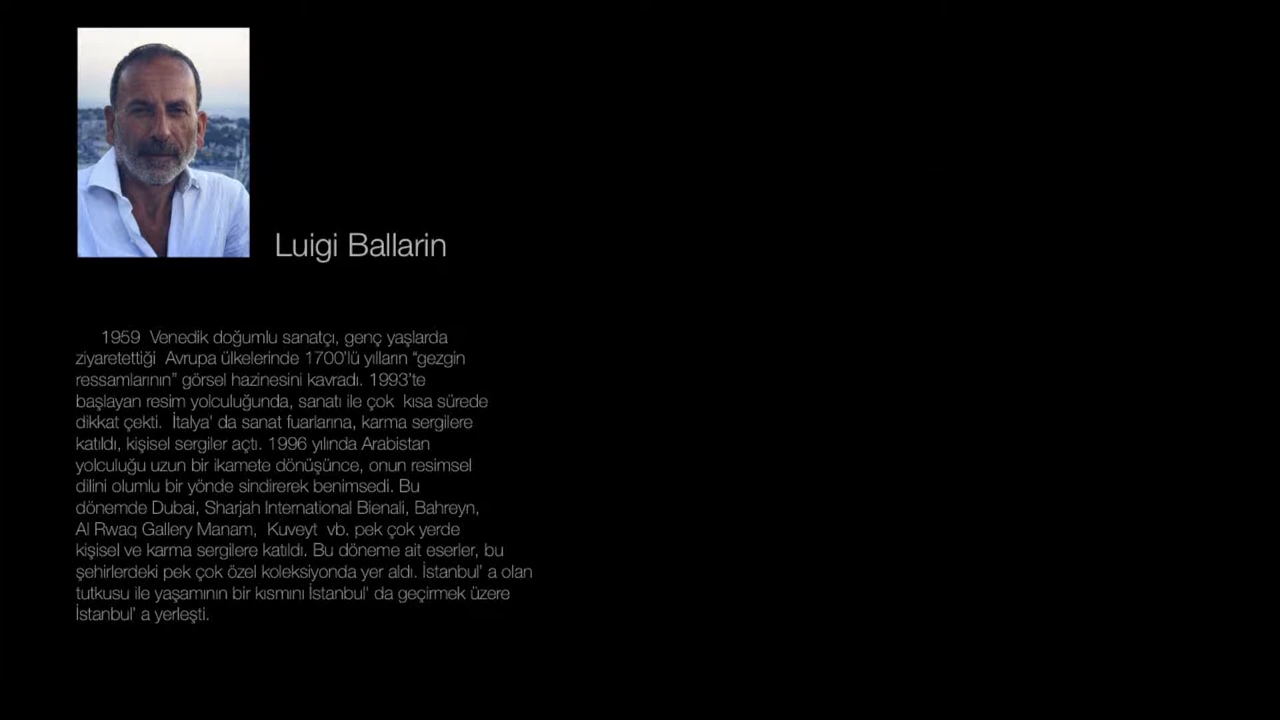 Luigi Ballarin
1959 Venedik doğumlu sanatçı, genç yaşlarda
ziyaretettiği Avrupa ülkelerinde 1700'lü yılların “gezgin
ressamlarının” görsel hazinesini kavradı. 1993'te
başlayan resim yolculuğunda, sanatı ile çok kısa sürede
dikkat çekti. İtalya' da sanat fuarlarına, karma sergilere
katıldı, kişisel sergiler açtı. 1996 yılında Arabistan
yolculuğu uzun bir ikamete dönüşünce, onun resimsel
dilini olumlu bir yönde sindirerek benimsedi. Bu
dönemde Dubai, Sharjah International Bienali, Bahreyn,
Al Rwaq Gallery Manam, Kuveyt vb. pek çok yerde
kişisel ve karma sergilere katıldı. Bu döneme ait eserler, bu
şehirlerdeki pek çok özel koleksiyonda yer aldı. İstanbul' a olan
tutkusu ile yaşamının bir kısmını İstanbul' da geçirmek üzere
İstanbul' a yerleşti.